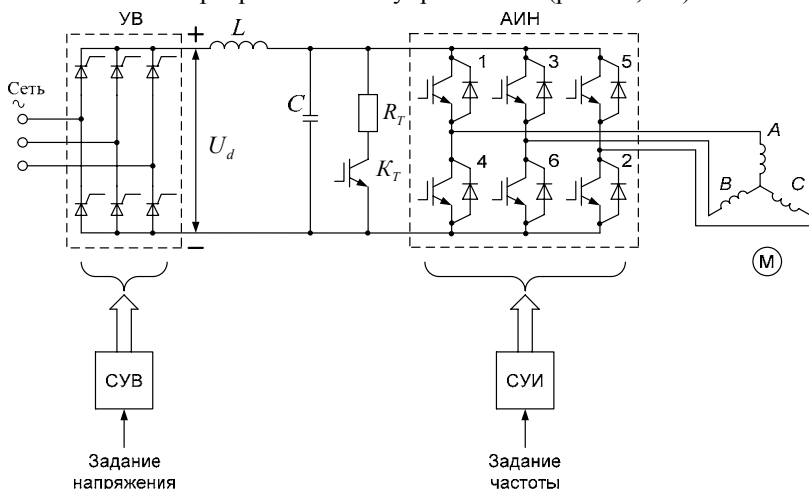 УВ
АИН
Сеть
~
+
L
C
R_T
K_T
U_d
−
1
3
5
4
6
2
A
B
C
М
СУВ
СУИ
Задание
напряжения
Задание
частоты